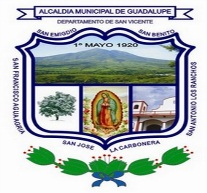 ALCALDIA MUNICIPAL DE GUADALUPE
DEPARTAMENTO DE SAN VICENTE
SAN EMIGDIO
SAN BENITO
1º MAYO 1920
SAN FRANCISCO AGUA AGRIA
SAN ANTONIO LOS RANCHOS
SAN JOSE
LA CARBONERA